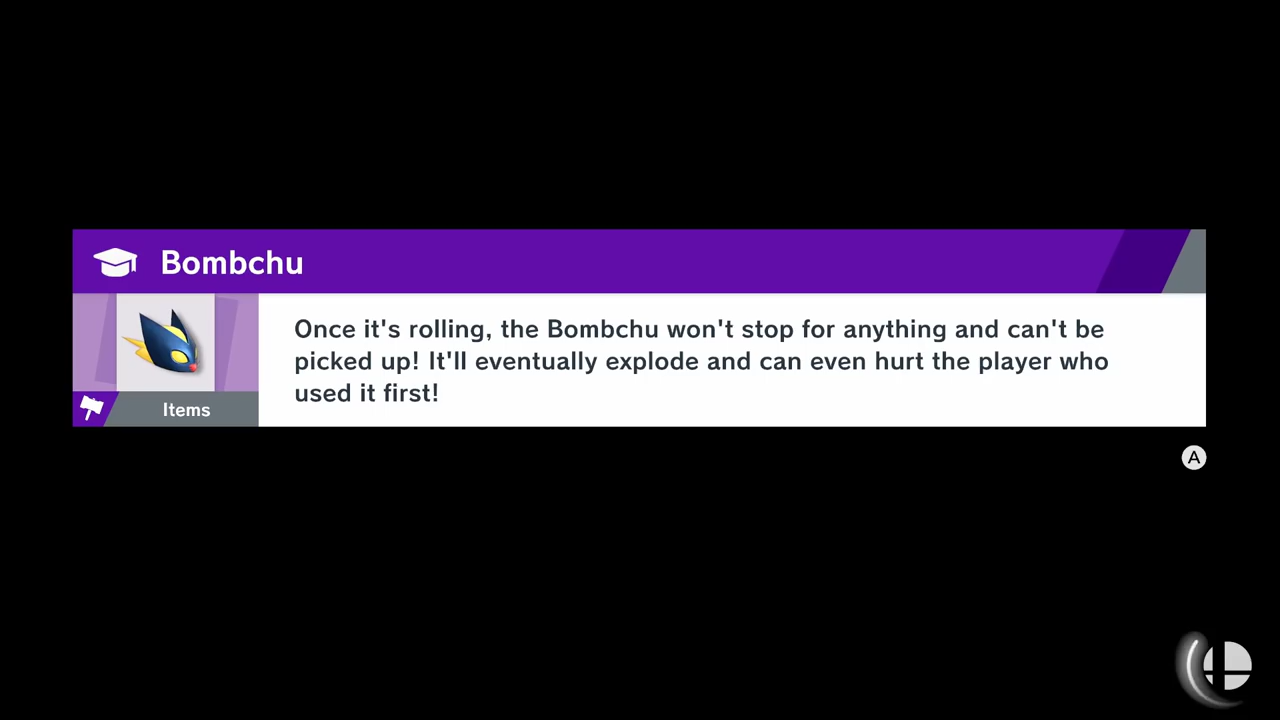 Bombchu
Once it's rolling, the Bombchu won't stop for anything and can't be
picked up! It'll eventually explode and can even hurt the player who
used it first!
Items
A